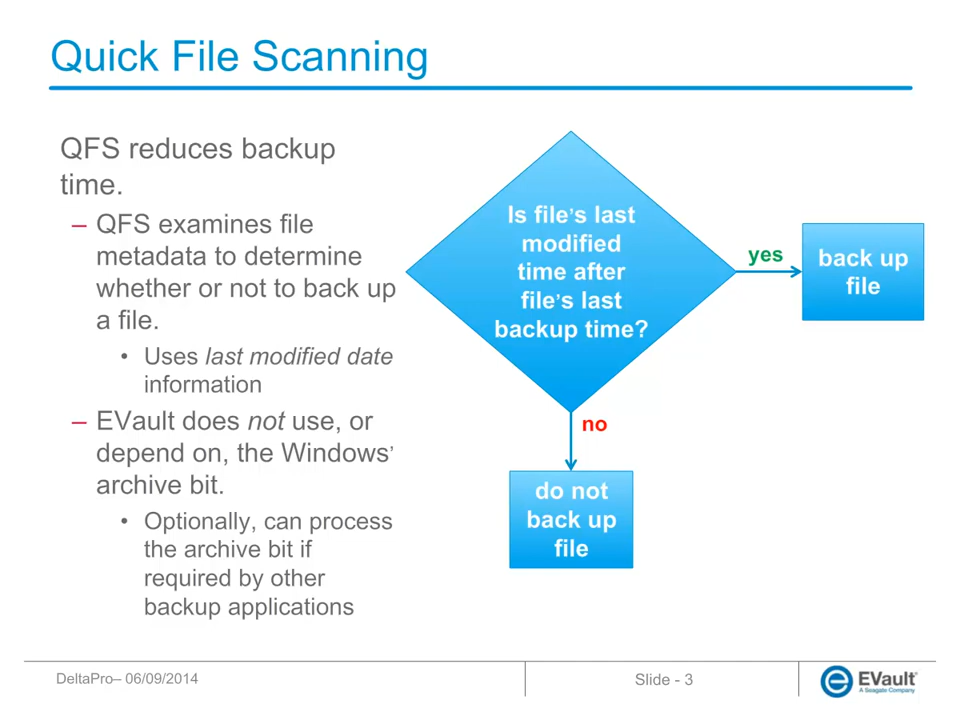 Quick File Scanning
QFS reduces backup
time.
– QFS examines file
metadata to determine
whether or not to back up
a file.
• Uses last modified date
information
– EVault does not use, or
depend on, the Windows’
archive bit.
• Optionally, can process
the archive bit if
required by other
backup applications
Is file’s last
modified
time after
file’s last
backup time?
yes
back up
file
no
do not
back up
file
DeltaPro– 06/09/2014
Slide - 3
EVault
A Seagate Company